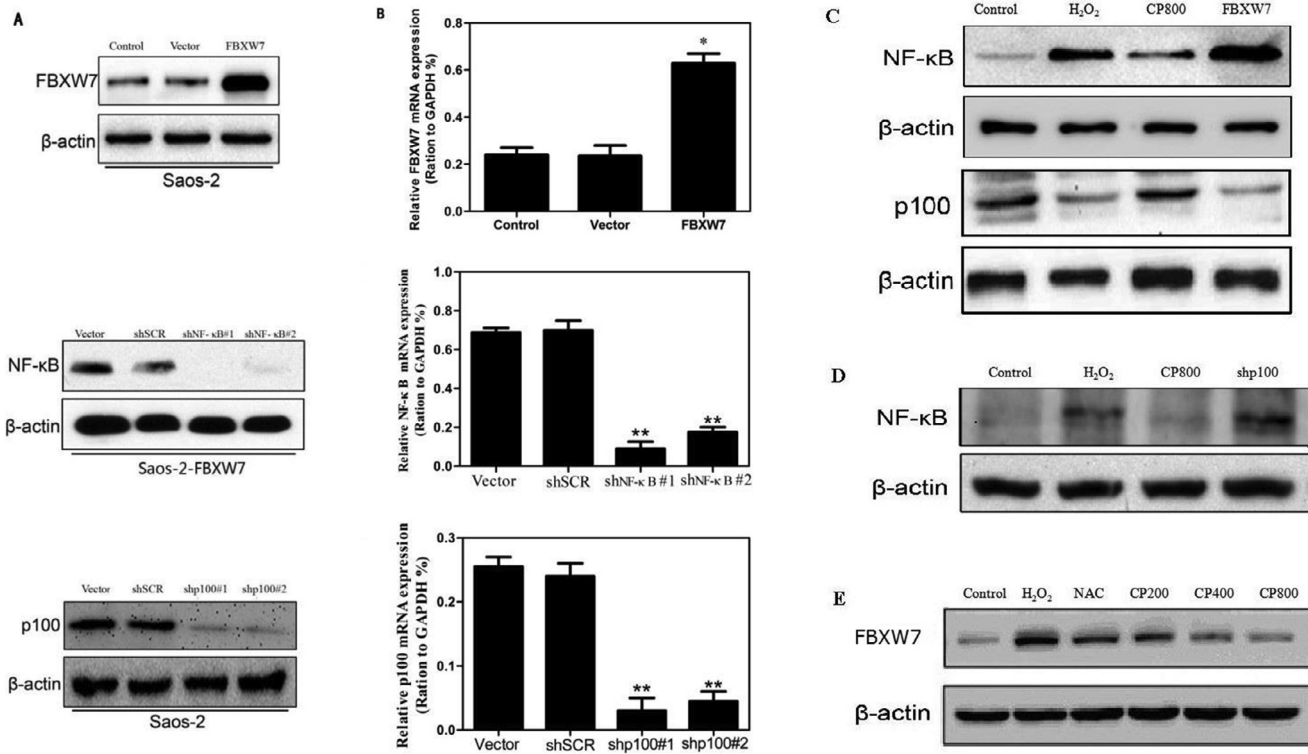 A
Control Vector FBXW7
FBXW7
β-actin
Saos-2
Vector shSCR shNF- κB#1 shNF- κB#2
NF-κB
β-actin
Saos-2-FBXW7
Vector shSCR shp100#1 shp100#2
p100
β-actin
Saos-2
B
Relative FBXW7 mRNA expression
(Ration to GAPDH %)
0.8
0.6
0.4
0.2
0.0
*
Control Vector FBXW7
Relative NF-κ B mRNA expression
(Ration to GAPDH %)
1.0
0.8
0.6
0.4
0.2
0.0
** **
Vector shSCR shNF-κ B#1 shNF-κ B#2
Relative p100 mRNA expression
(Ration to GAPDH %)
0.3
0.2
0.1
0.0
** **
Vector shSCR shp100#1 shp100#2
C
Control H₂O₂ CP800 FBXW7
NF-κB
β-actin
p100
β-actin
D
Control H₂O₂ CP800 shp100
NF-κB
β-actin
E
Control H₂O₂ NAC CP200 CP400 CP800
FBXW7
β-actin